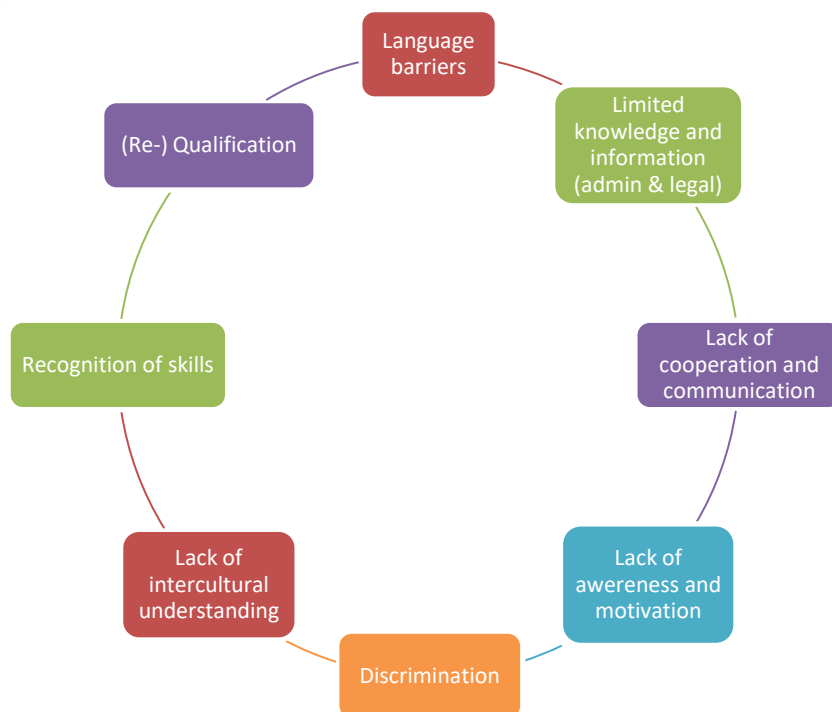 Language
barriers
Limited
knowledge and
information
(admin & legal)
Lack of
cooperation and
communication
Lack of
awereness and
motivation
Discrimination
Lack of
intercultural
understanding
Recognition of skills
(Re-) Qualification